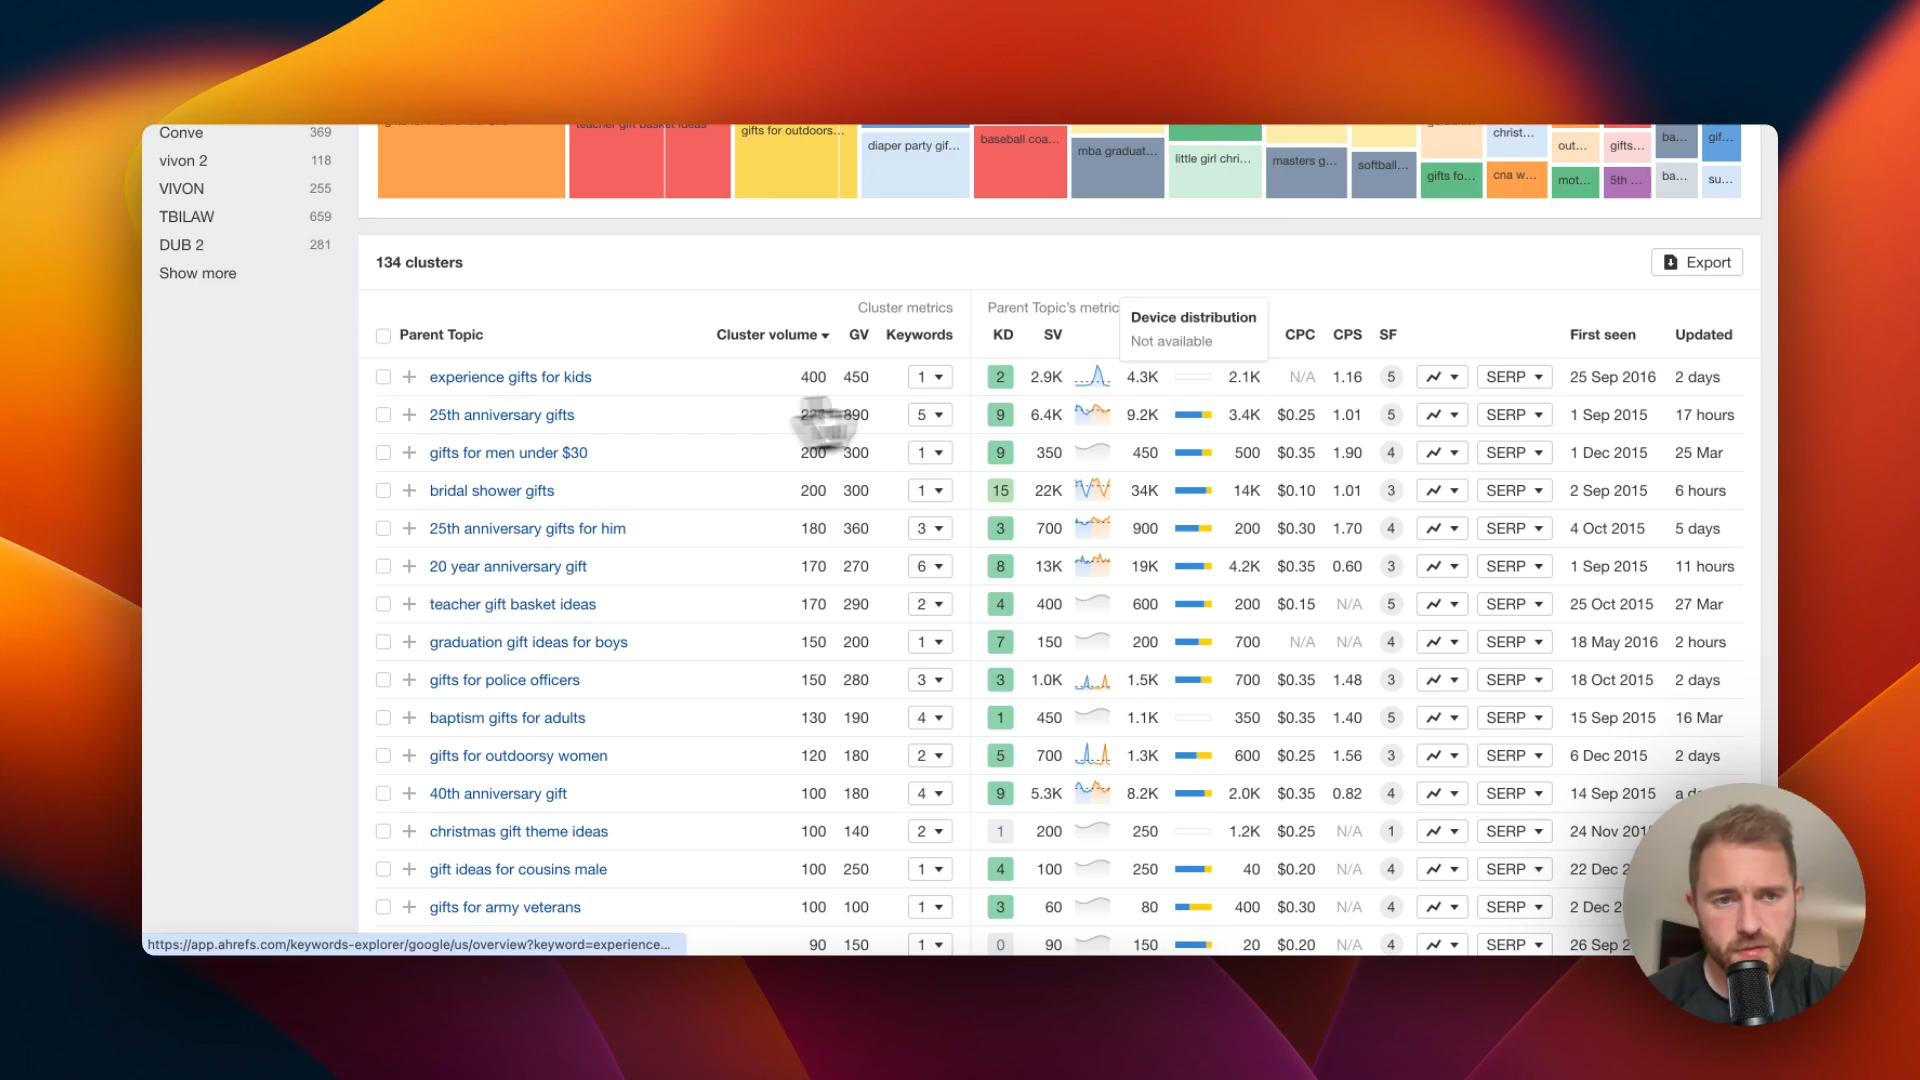 Conve 369
vivon 2 118
VIVON 255
TBILAW 659
DUB 2 281
Show more
teacher gift basket ideas
gifts for outdoors...
diaper party gif...
baseball coa...
mba graduat...
little girl chri...
masters g...
softball...
gifts fo...
christ...
cna w...
out...
mot...
gifts...
5th ...
ba...
ba...
gif...
su...
134 clusters
Export
Cluster metrics
Parent Topic's metric
Device distribution
Not available
Parent Topic Cluster volume GV Keywords KD SV CPC CPS SF First seen Updated
experience gifts for kids 400 450 1 2 2.9K 4.3K 2.1K N/A 1.16 5 SERP 25 Sep 2016 2 days
25th anniversary gifts 5 9 6.4K 9.2K 3.4K $0.25 1.01 5 SERP 1 Sep 2015 17 hours
gifts for men under $30 200 300 1 9 350 450 500 $0.35 1.90 4 SERP 1 Dec 2015 25 Mar
bridal shower gifts 200 300 1 15 22K 34K 14K $0.10 1.01 3 SERP 2 Sep 2015 6 hours
25th anniversary gifts for him 180 360 3 3 700 900 200 $0.30 1.70 4 SERP 4 Oct 2015 5 days
20 year anniversary gift 170 270 6 8 13K 19K 4.2K $0.35 0.60 3 SERP 1 Sep 2015 11 hours
teacher gift basket ideas 170 290 2 4 400 600 200 $0.15 N/A 5 SERP 25 Oct 2015 27 Mar
graduation gift ideas for boys 150 200 1 7 150 200 700 N/A N/A 4 SERP 18 May 2016 2 hours
gifts for police officers 150 280 3 3 1.0K 1.5K 700 $0.35 1.48 3 SERP 18 Oct 2015 2 days
baptism gifts for adults 130 190 4 1 450 1.1K 350 $0.35 1.40 5 SERP 15 Sep 2015 16 Mar
gifts for outdoorsy women 120 180 2 5 700 1.3K 600 $0.25 1.56 3 SERP 6 Dec 2015 2 days
40th anniversary gift 100 180 4 9 5.3K 8.2K 2.0K $0.35 0.82 4 SERP 14 Sep 2015
christmas gift theme ideas 100 140 2 1 200 250 1.2K $0.25 N/A 1 SERP 24 Nov 201
gift ideas for cousins male 100 250 1 4 100 250 40 $0.20 N/A 4 SERP 22 Dec 2
gifts for army veterans 100 100 1 3 60 80 400 $0.30 N/A 4 SERP 2 Dec 2
90 150 1 0 90 150 20 $0.20 N/A 4 SERP 26 Sep 2
https://app.ahrefs.com/keywords-explorer/google/us/overview?keyword=experience...